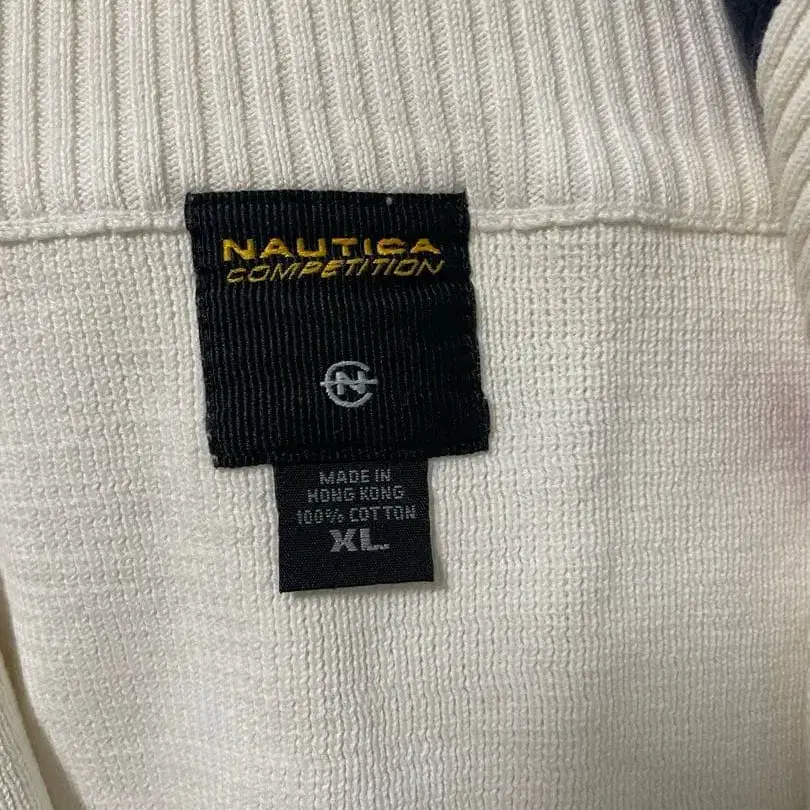 NAUTICA
COMPETITION
N
MADE IN
HONG KONG
100% COTTON
XL